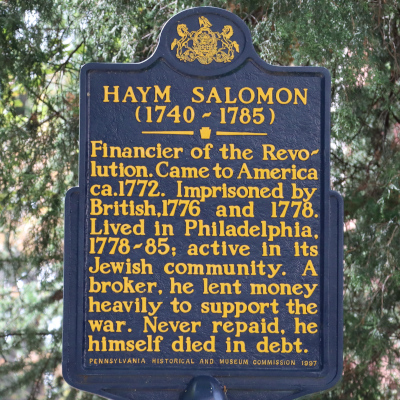 HAYM SALOMON
(1740 - 1785)
Financier of the Revo-
lution. Came to America
ca.1772. Imprisoned by
British,1776 and 1778.
Lived in Philadelphia,
1778-85; active in its
Jewish community. A
broker, he lent money
heavily to support the
war. Never repaid, he
himself died in debt.
PENNSYLVANIA HISTORICAL AND MUSEUM COMMISSION 1997